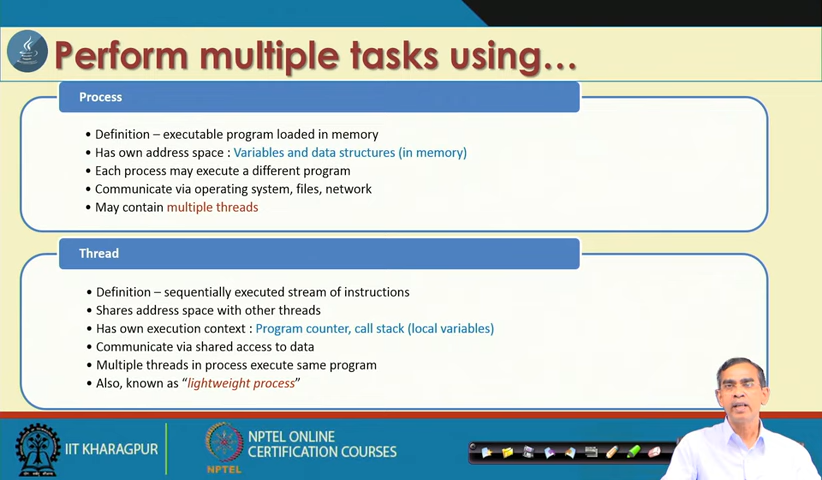 Perform multiple tasks using…
Process
• Definition – executable program loaded in memory
• Has own address space : Variables and data structures (in memory)
• Each process may execute a different program
• Communicate via operating system, files, network
• May contain multiple threads
Thread
• Definition – sequentially executed stream of instructions
• Shares address space with other threads
• Has own execution context : Program counter, call stack (local variables)
• Communicate via shared access to data
• Multiple threads in process execute same program
• Also, known as “lightweight process”
IIT KHARAGPUR
NPTEL
NPTEL ONLINE
CERTIFICATION COURSES